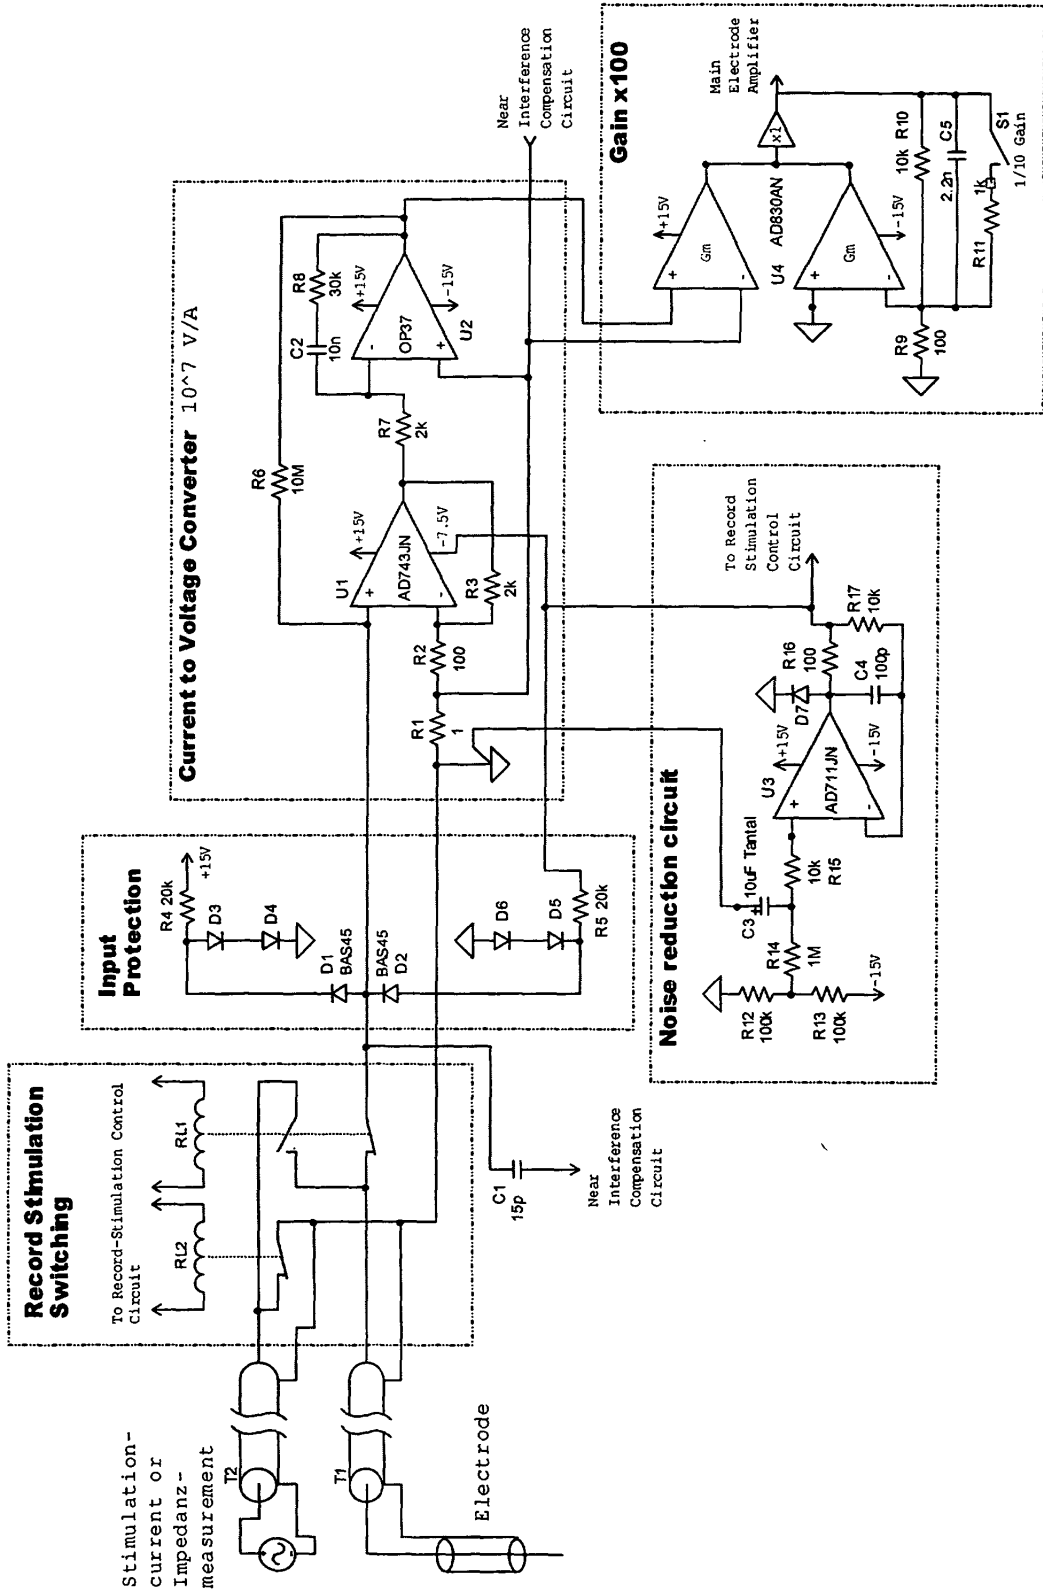 Stimulation-
current or
Impedanz-
measurement
T2
T1
Electrode
Record Stimulation
Switching
To Record-Stimulation Control
Circuit
RL2
RL1
C1
15p
Near
Interference
Compensation
Circuit
Input
Protection
R4 20k
+15V
D3
D4
D1
BAS45
BAS45
D2
D6
D5
R5 20k
Current to Voltage Converter 10^7 V/A
R6
10M
R1
1
R2
100
R3
2k
U1
+15V
+
AD743JN
-
-7.5V
R7
2k
C2
10n
R8
30k
+15V
-
OP37
+
-15V
U2
Near
Interference
Compensation
Circuit
Noise reduction circuit
R12
100k
R13
100k
-15V
R14
1M
C3
+
10uF Tantal
10k
R15
U3
+15V
+
AD711JN
-
-15V
D7
R16
100
C4
100p
R17
10k
To Record
Stimulation
Control
Circuit
Gain x100
+15V
+
Gm
-
U4
AD830AN
x1
Main
Electrode
Amplifier
+
Gm
-
-15V
R9
100
10k R10
2.2n
C5
R11
1k
S1
1/10 Gain